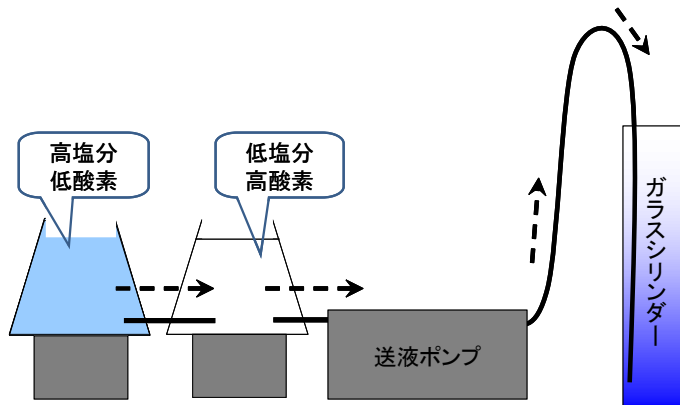 高塩分
低酸素
低塩分
高酸素
送液ポンプ
ガラスシリンダー